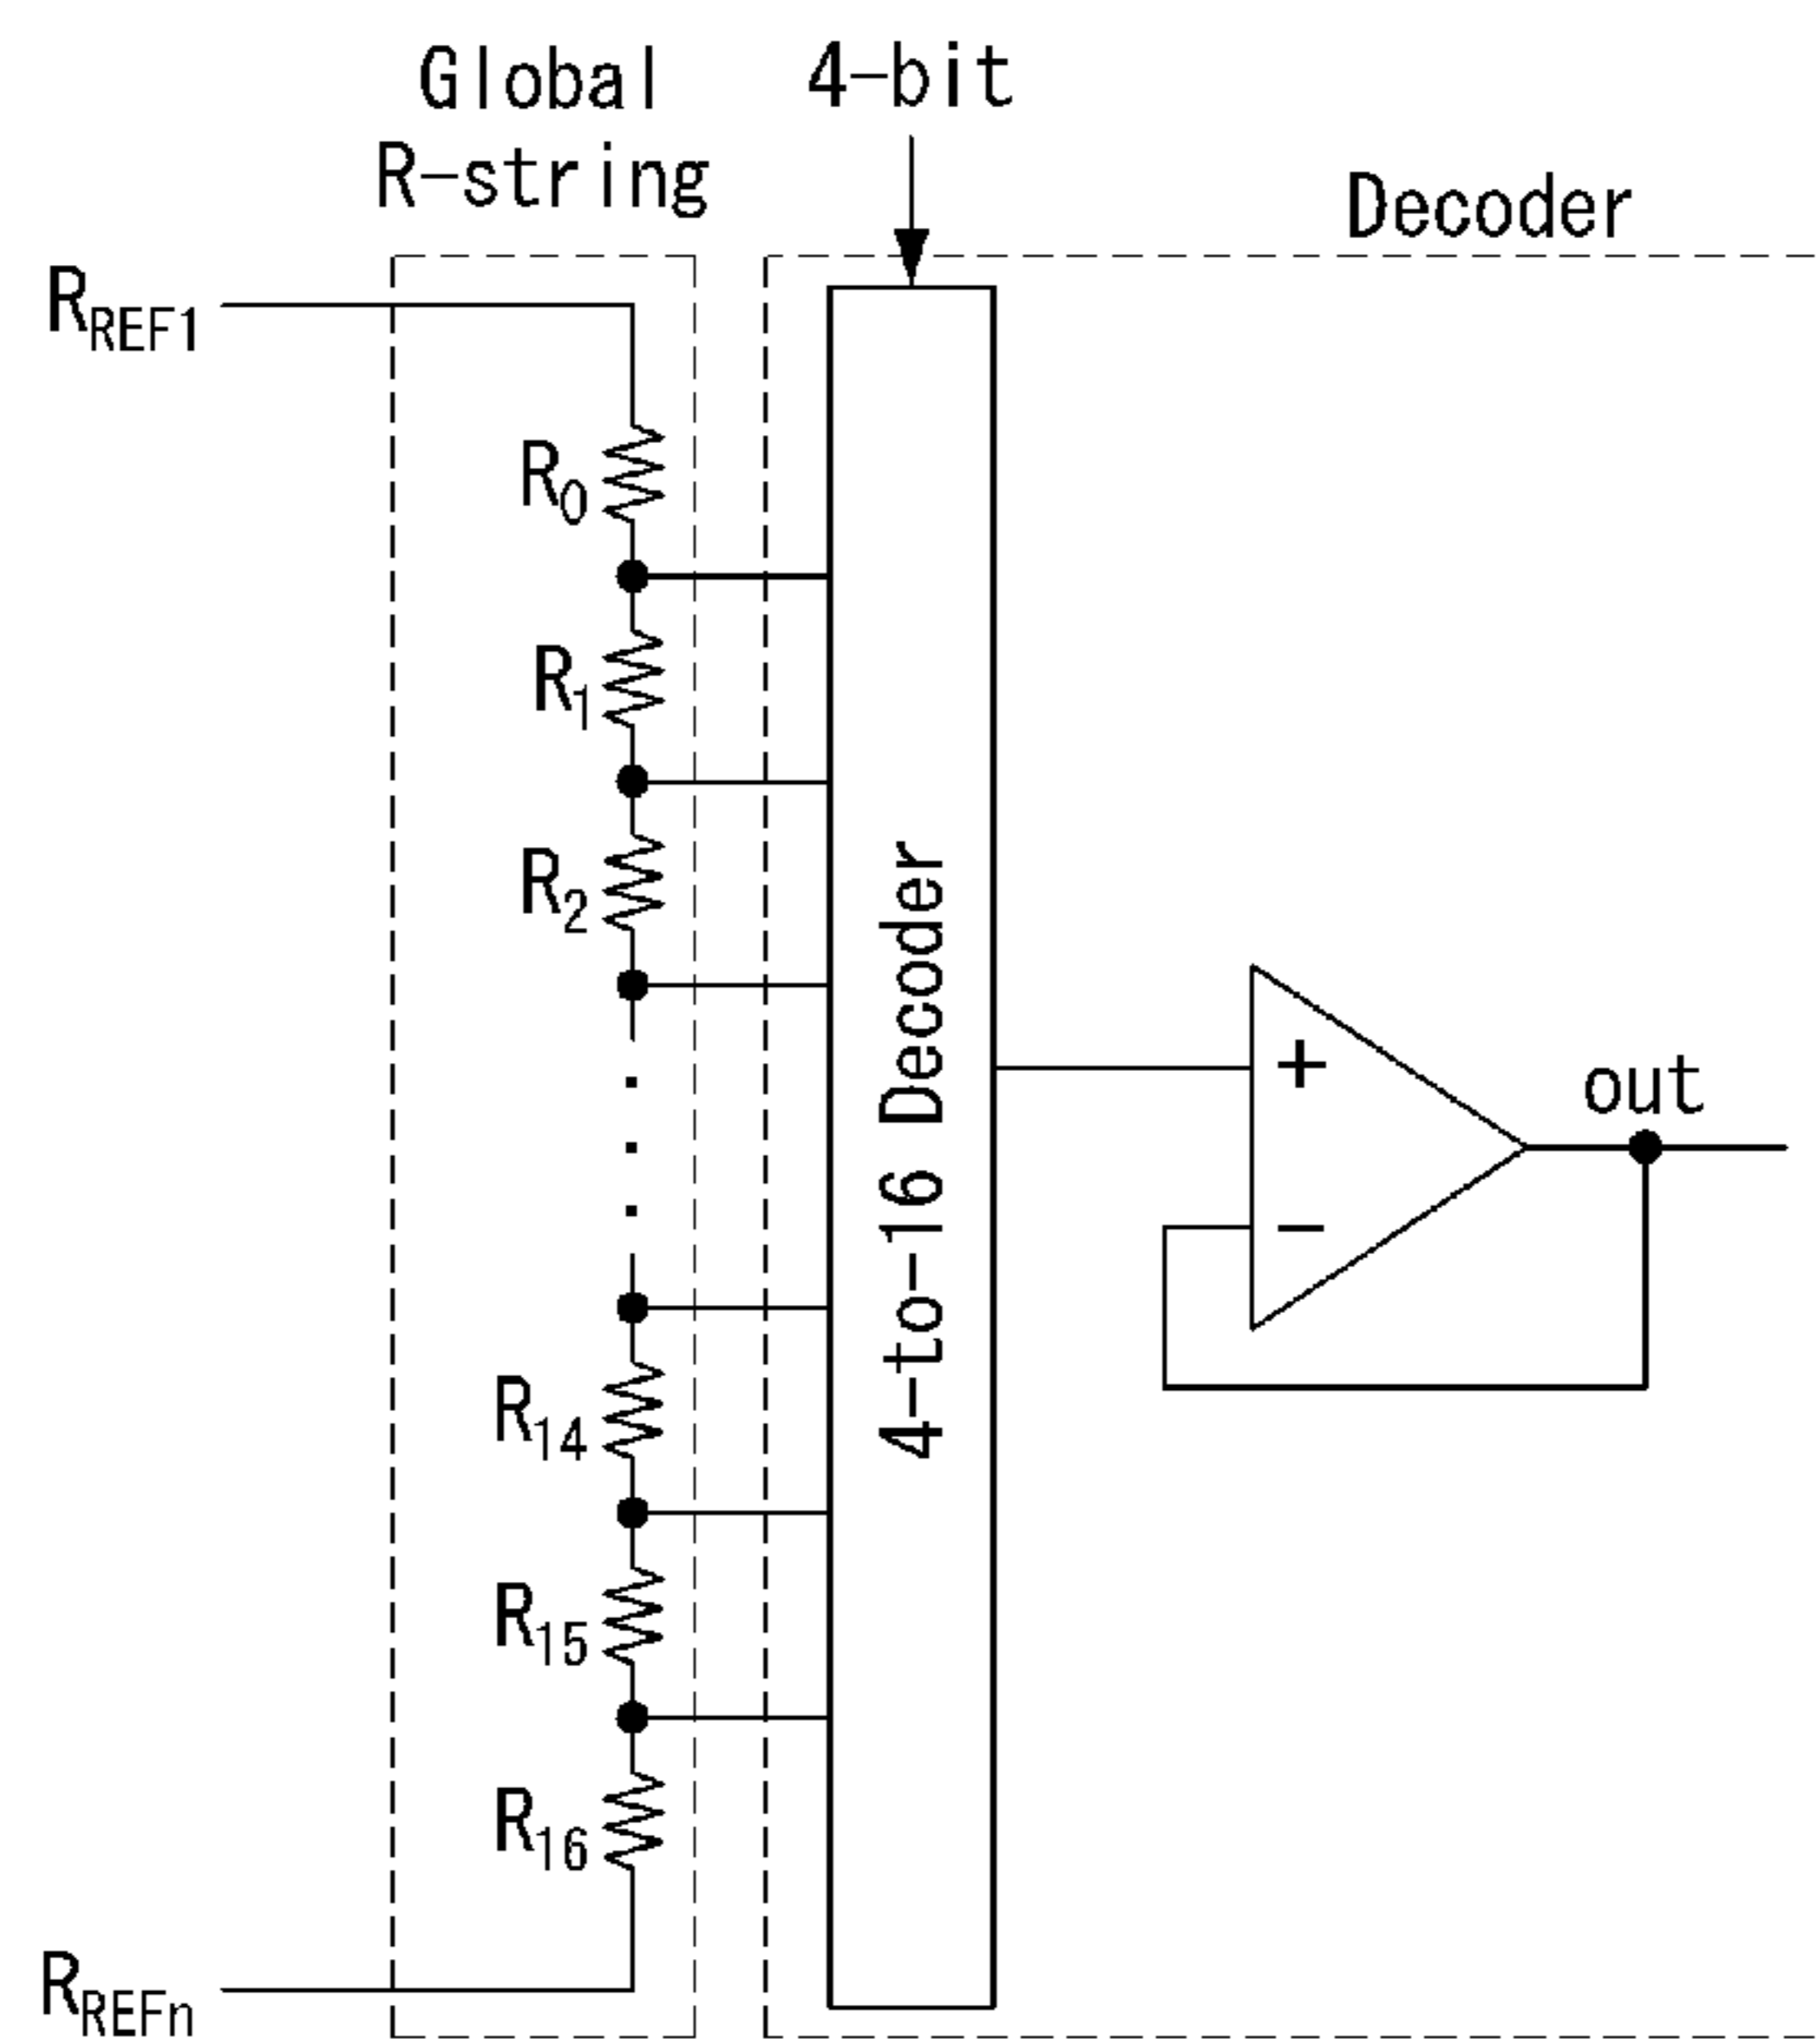 Global
R-string
4-bit
Decoder
R_REF1
R_0
R_1
R_2
4-to-16 Decoder
+
out
−
R_14
R_15
R_16
R_REFn